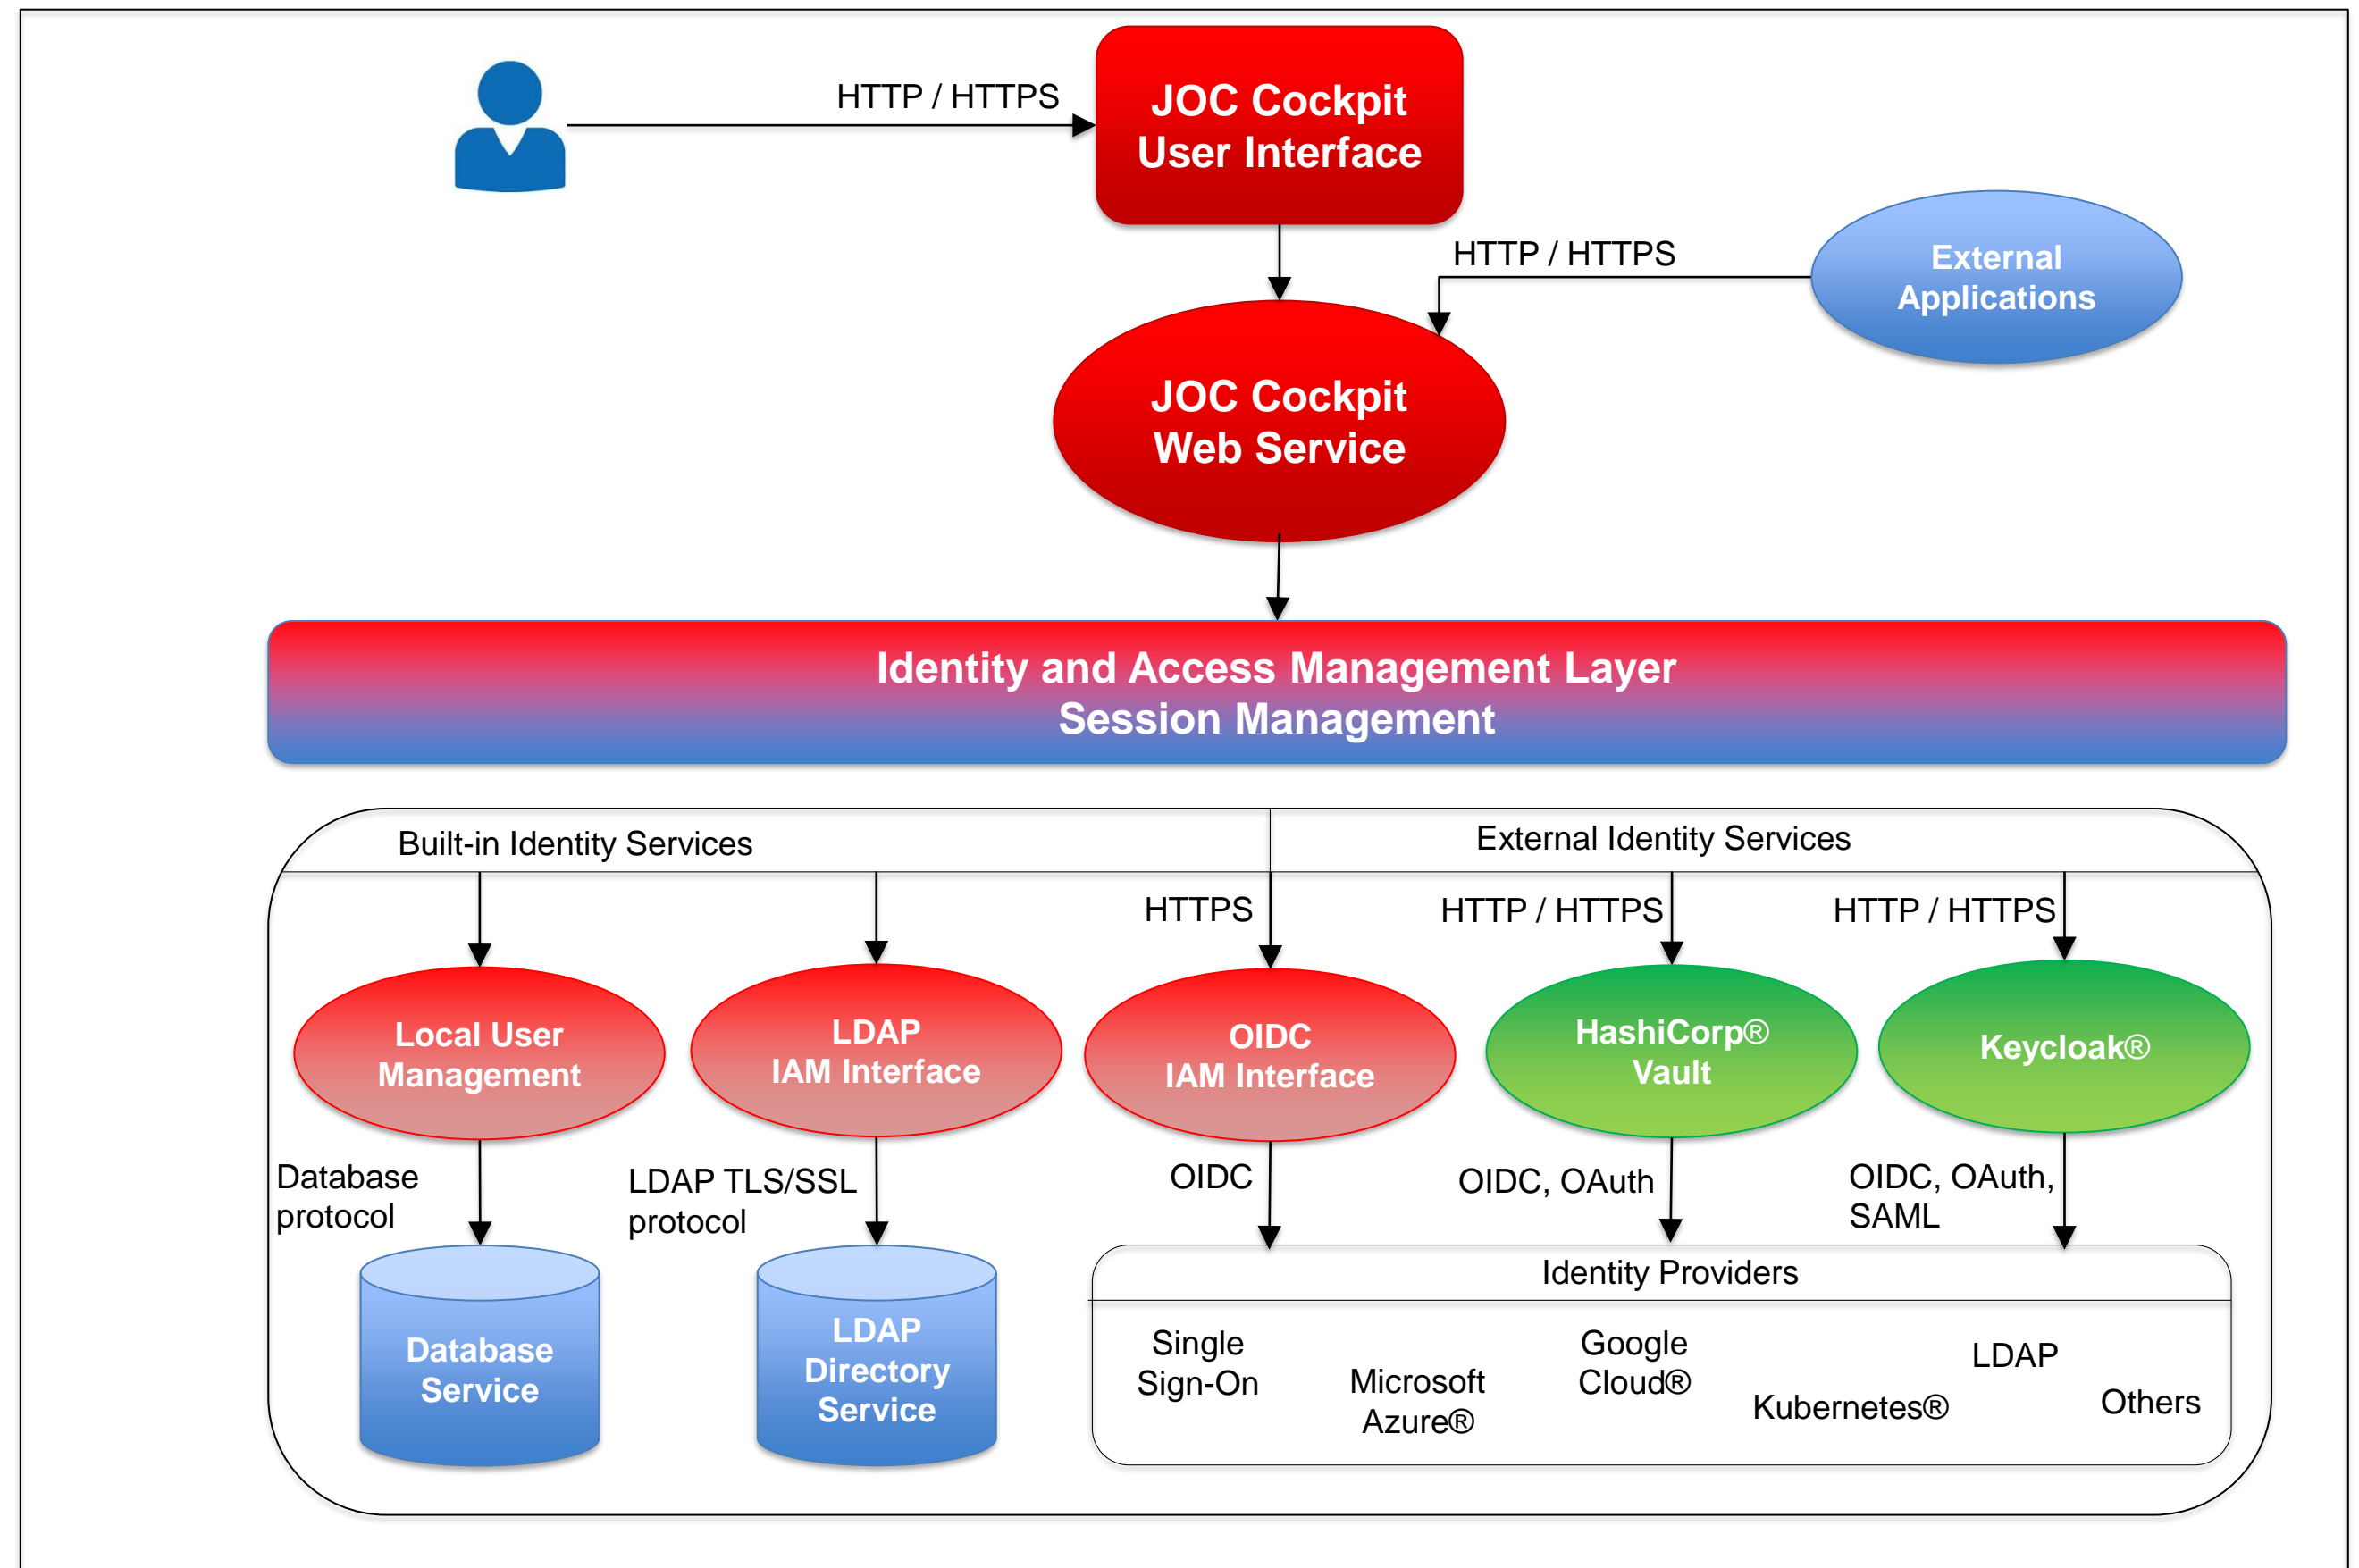 HTTP / HTTPS
JOC Cockpit
User Interface
HTTP / HTTPS
External
Applications
JOC Cockpit
Web Service
Identity and Access Management Layer
Session Management
Built-in Identity Services
External Identity Services
HTTPS
HTTP / HTTPS
HTTP / HTTPS
Local User
Management
LDAP
IAM Interface
OIDC
IAM Interface
HashiCorp®
Vault
Keycloak®
Database
protocol
LDAP TLS/SSL
protocol
OIDC
OIDC, OAuth
OIDC, OAuth,
SAML
Database
Service
LDAP
Directory
Service
Identity Providers
Single
Sign-On
Microsoft
Azure®
Google
Cloud®
Kubernetes®
LDAP
Others